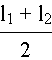 l₁ + l₂
2